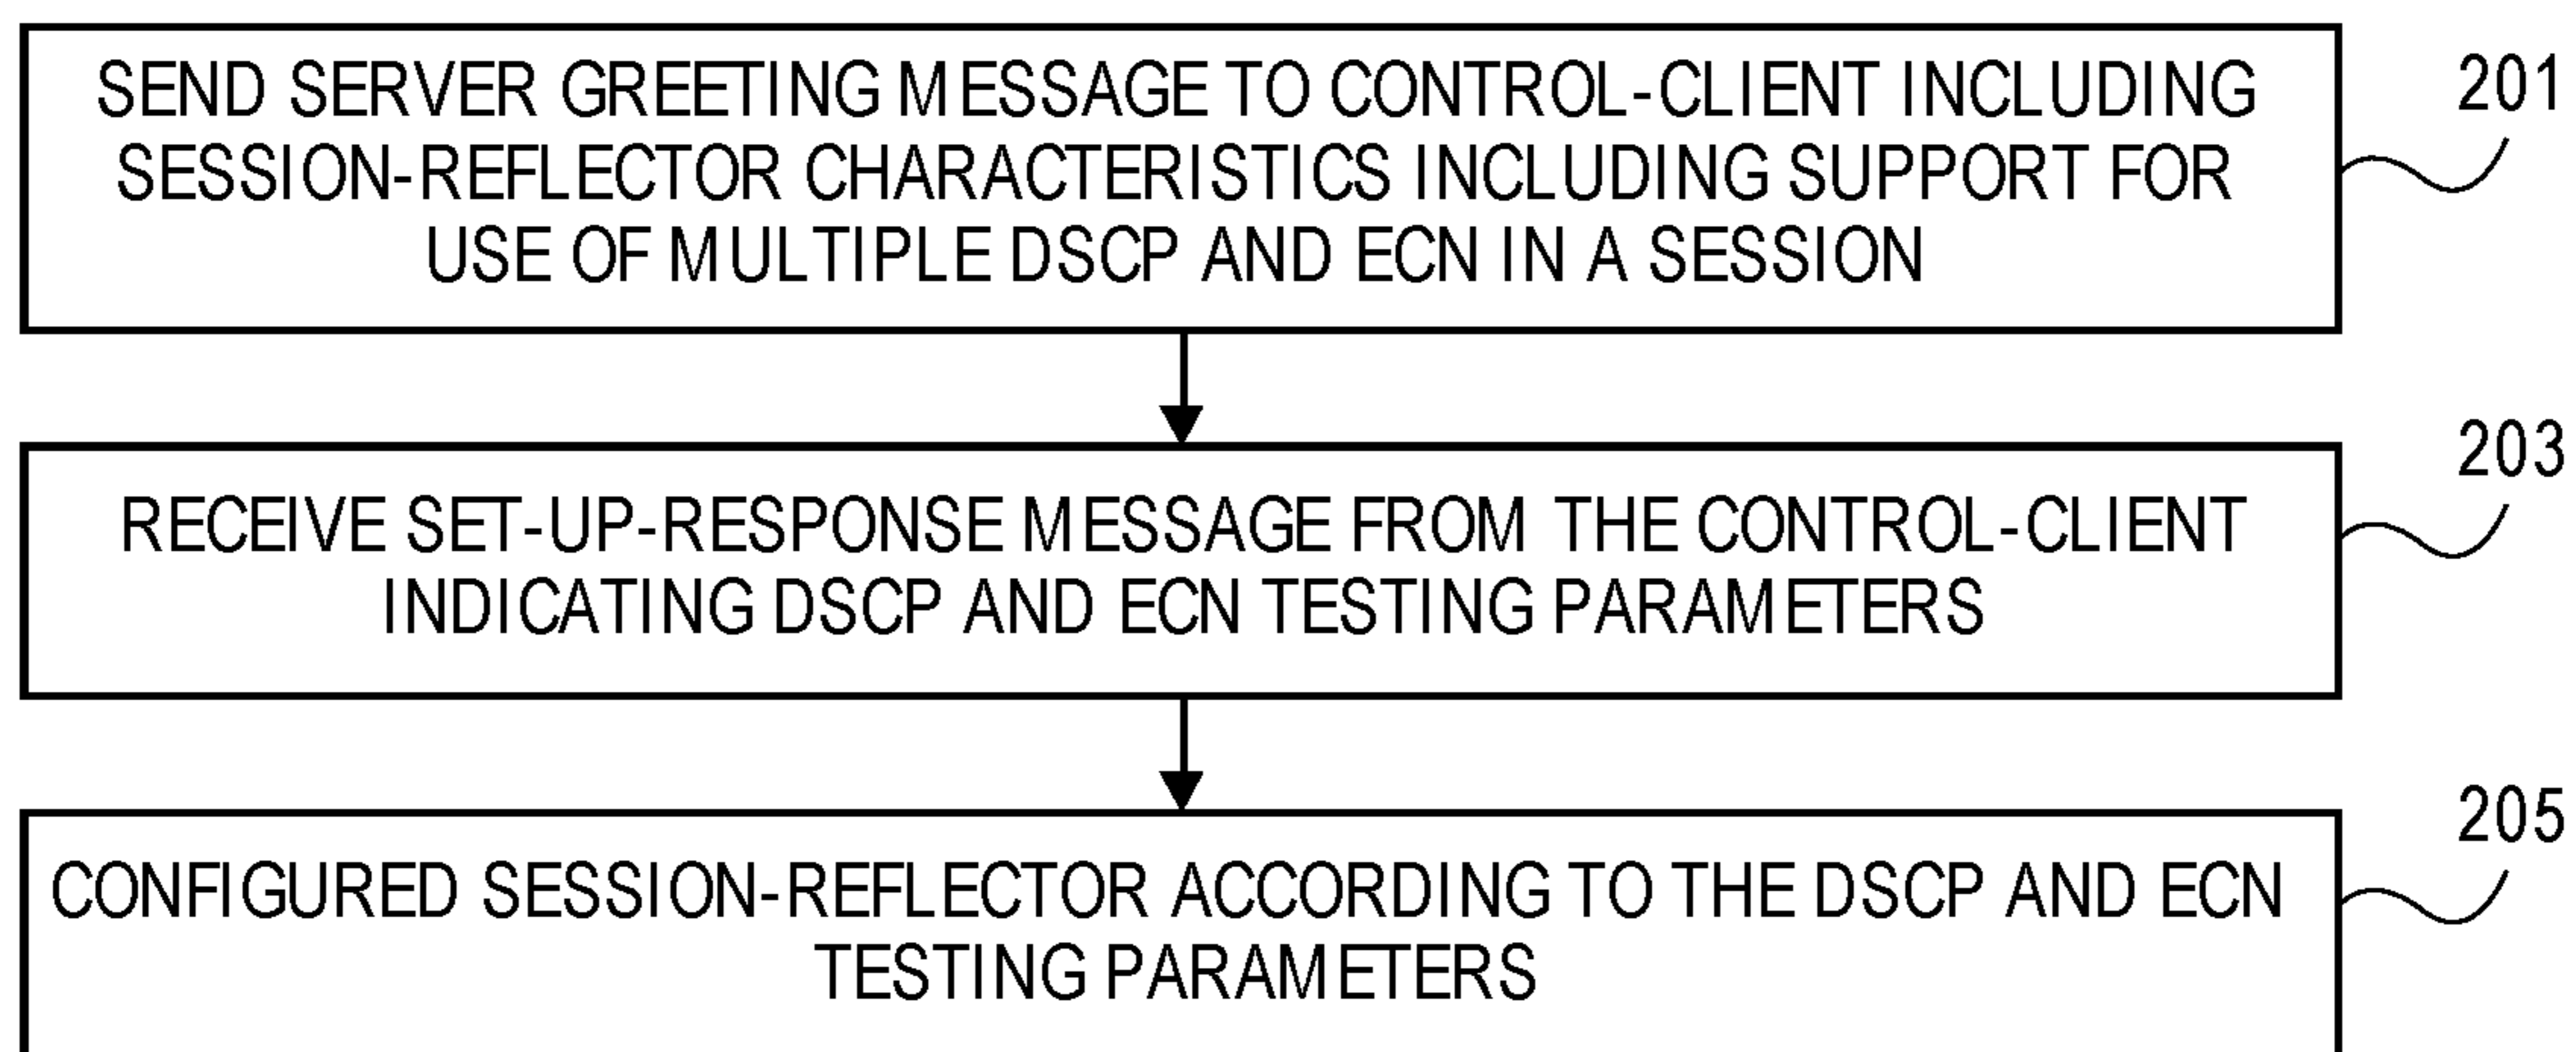 SEND SERVER GREETING MESSAGE TO CONTROL-CLIENT INCLUDING
SESSION-REFLECTOR CHARACTERISTICS INCLUDING SUPPORT FOR
USE OF MULTIPLE DSCP AND ECN IN A SESSION
201
RECEIVE SET-UP-RESPONSE MESSAGE FROM THE CONTROL-CLIENT
INDICATING DSCP AND ECN TESTING PARAMETERS
203
CONFIGURED SESSION-REFLECTOR ACCORDING TO THE DSCP AND ECN
TESTING PARAMETERS
205